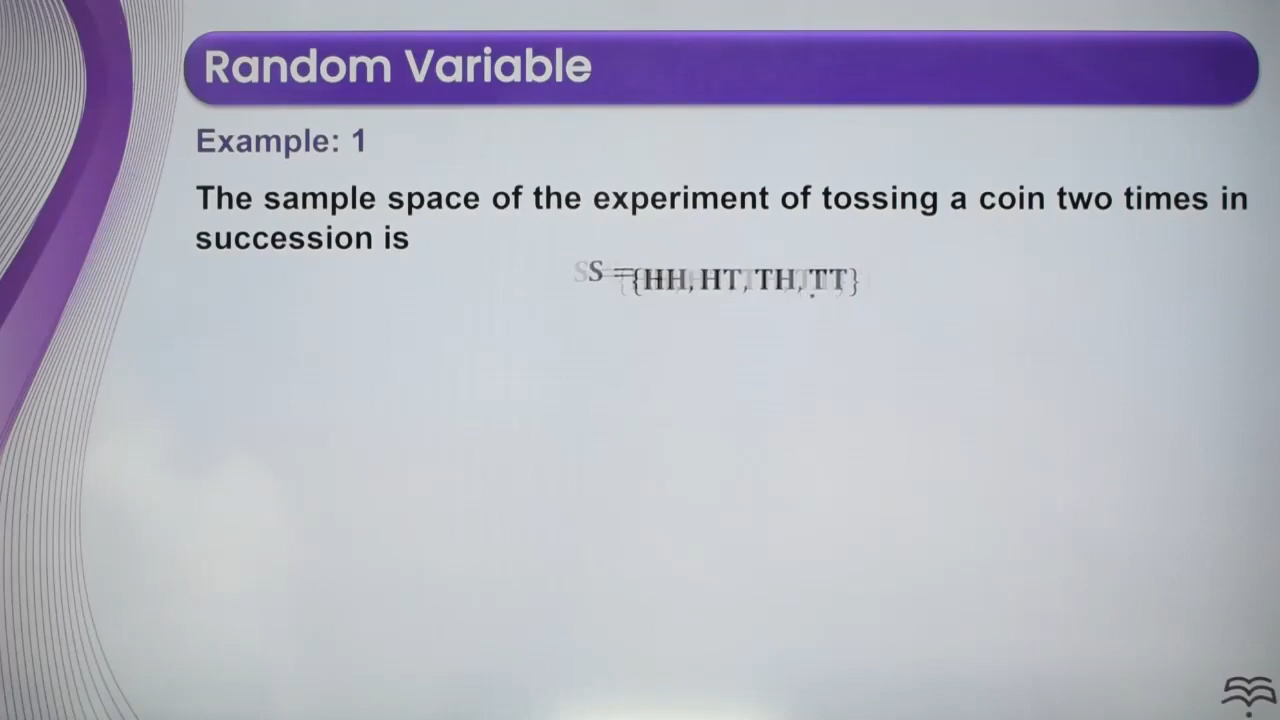 Random Variable
Example: 1
The sample space of the experiment of tossing a coin two times in
succession is
S = {HH, HT, TH, TT}